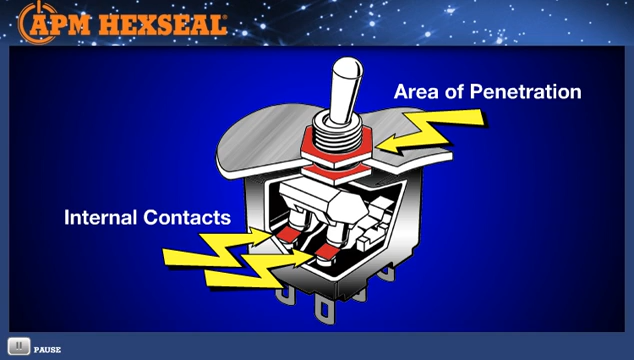 APM HEXSEAL®
Area of Penetration
Internal Contacts
PAUSE